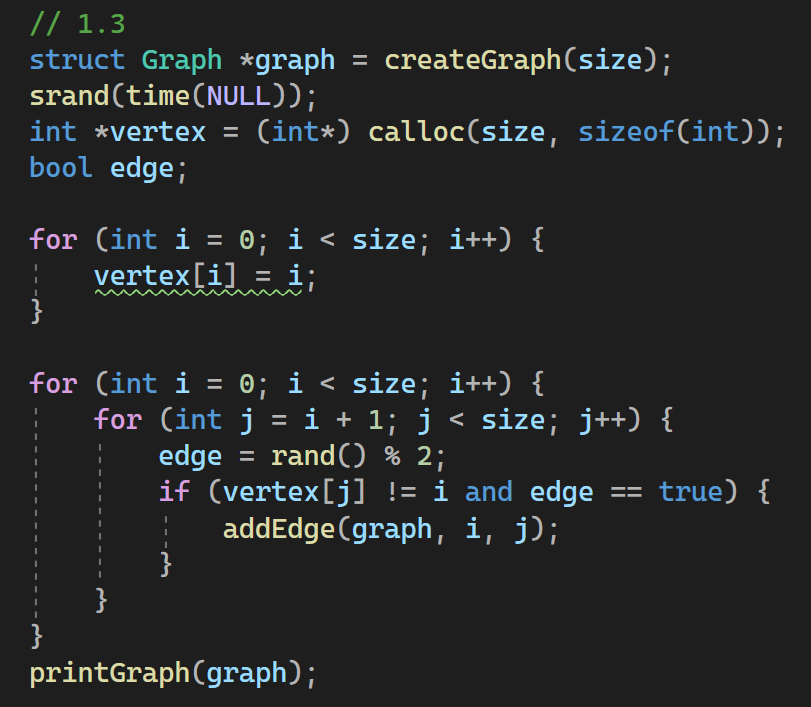 // 1.3
struct Graph *graph = createGraph(size);
srand(time(NULL));
int *vertex = (int*) calloc(size, sizeof(int));
bool edge;

for (int i = 0; i < size; i++) {
    vertex[i] = i;
}

for (int i = 0; i < size; i++) {
    for (int j = i + 1; j < size; j++) {
        edge = rand() % 2;
        if (vertex[j] != i and edge == true) {
            addEdge(graph, i, j);
        }
    }
}
printGraph(graph);